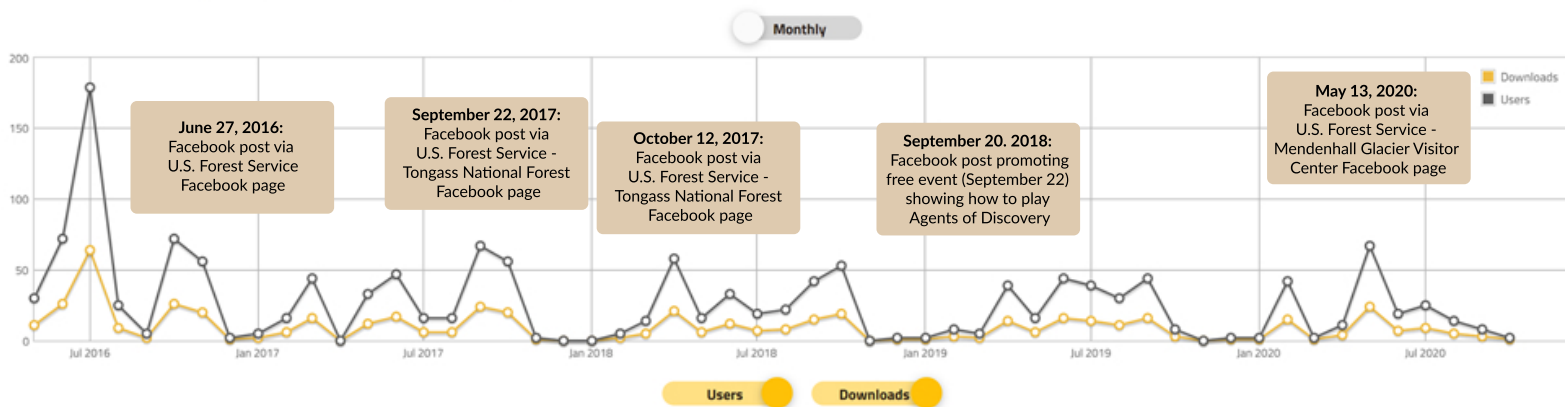 Monthly
200
150
100
50
0
Downloads
Users
June 27, 2016:
Facebook post via
U.S. Forest Service
Facebook page
September 22, 2017:
Facebook post via
U.S. Forest Service -
Tongass National Forest
Facebook page
October 12, 2017:
Facebook post via
U.S. Forest Service -
Tongass National Forest
Facebook page
September 20. 2018:
Facebook post promoting
free event (September 22)
showing how to play
Agents of Discovery
May 13, 2020:
Facebook post via
U.S. Forest Service -
Mendenhall Glacier Visitor
Center Facebook page
Jul 2016
Jan 2017
Jul 2017
Jan 2018
Jul 2018
Jan 2019
Jul 2019
Jan 2020
Jul 2020
Users
Downloads